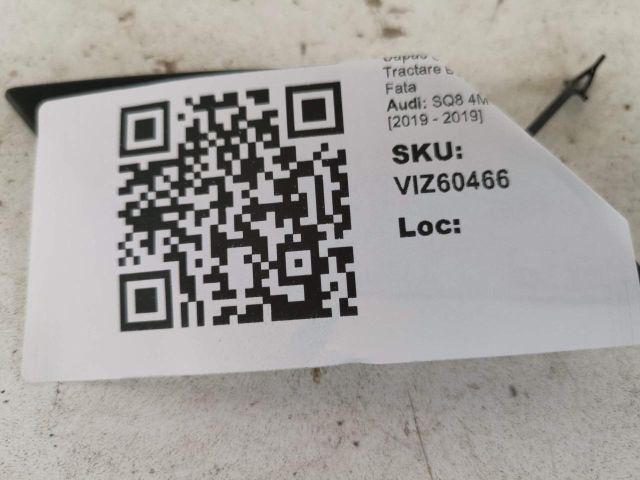 Tractare
Fata
Audi: SQ8 4M
[2019 - 2019]
SKU:
VIZ60466
Loc: